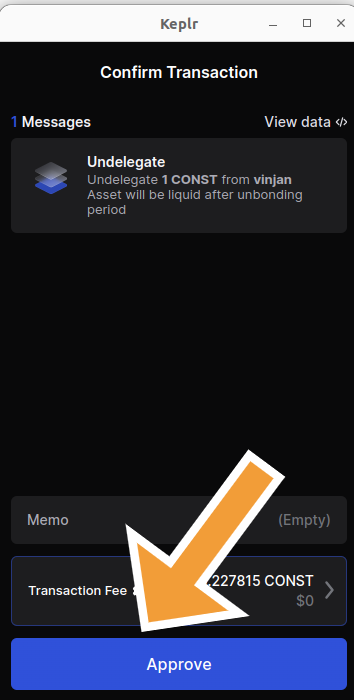 Keplr
Confirm Transaction
1 Messages
View data </>
Undelegate
Undelegate 1 CONST from vinjan
Asset will be liquid after unbonding
period
Memo
(Empty)
Transaction Fee
227815 CONST
$0
Approve